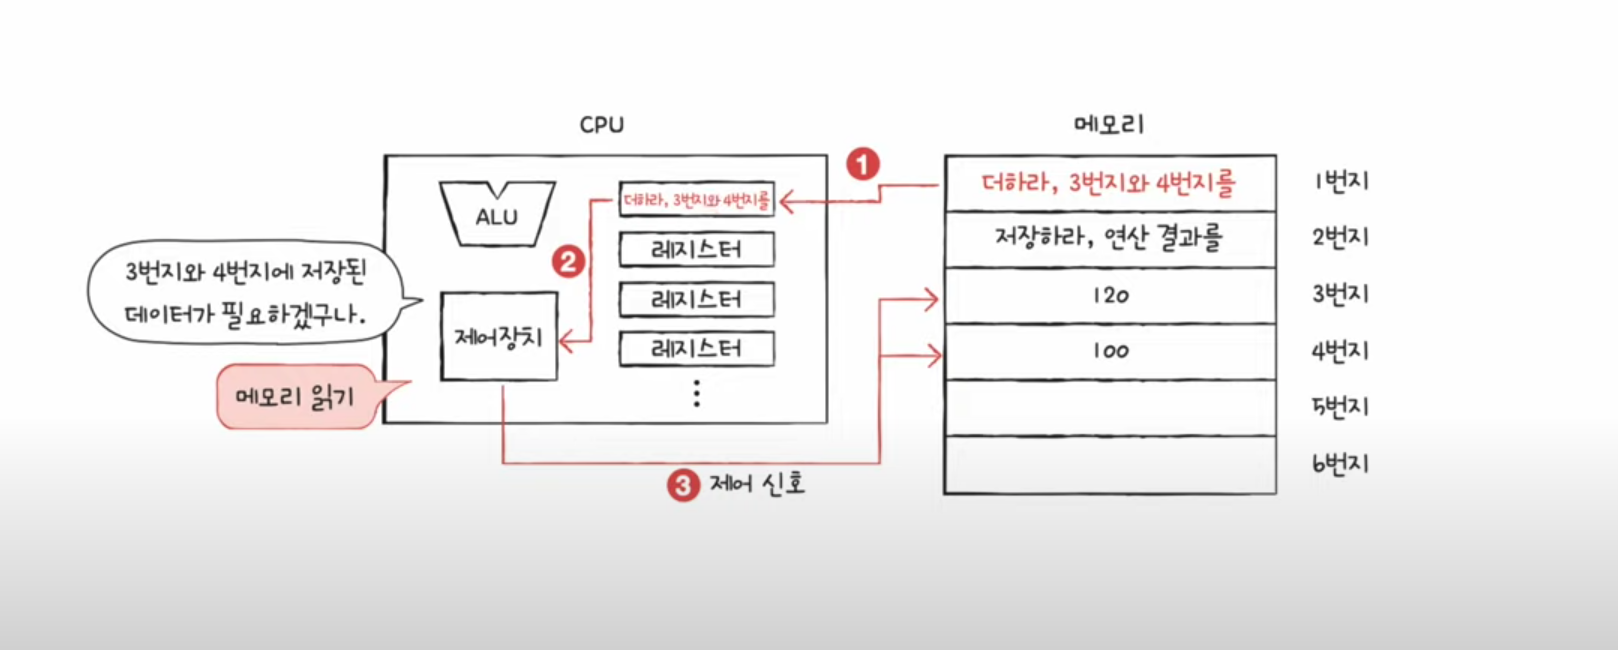 CPU
메모리
1
더하라, 3번지와 4번지를
1번지
ALU
더하라, 3번지와 4번지를
저장하라, 연산 결과를
2번지
레지스터
2
3번지와 4번지에 저장된
데이터가 필요하겠구나.
120
3번지
레지스터
제어장치
레지스터
100
4번지
메모리 읽기
5번지
6번지
3 제어 신호